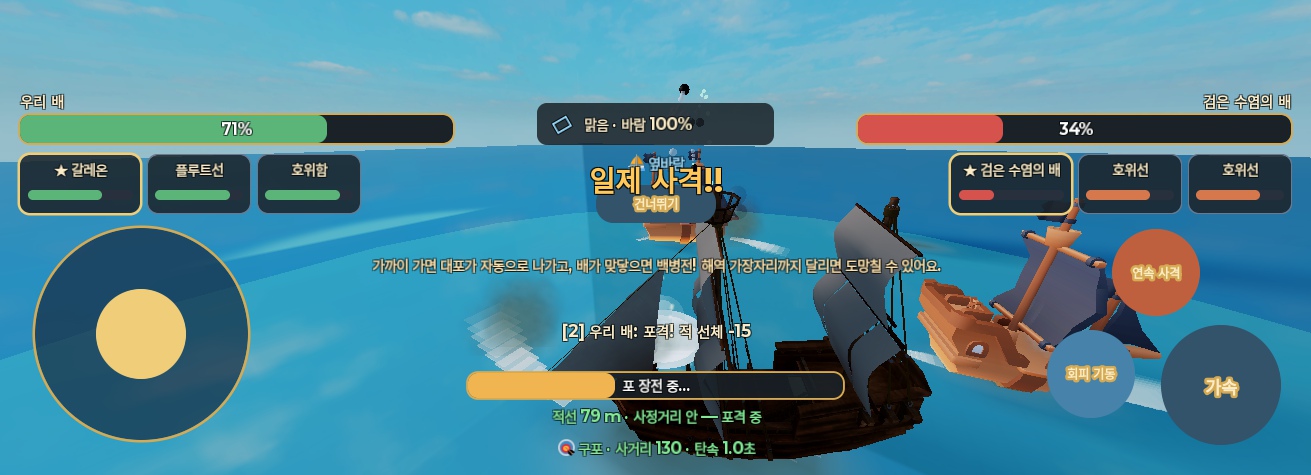 우리 배
검은 수염의 배
71%
맑음 · 바람 100%
34%
★ 갈레온
플루트선
호위함
옆바람
일제 사격!!
건너뛰기
★ 검은 수염의 배
호위선
호위선
가까이 가면 대포가 자동으로 나가고, 배가 맞닿으면 백병전! 해역 가장자리까지 달리면 도망칠 수 있어요.
연속 사격
[2] 우리 배: 포격! 적 선체 -15
회피 기동
가속
포 장전 중...
적선 79 m · 사정거리 안 — 포격 중
구포 · 사거리 130 · 탄속 1.0초